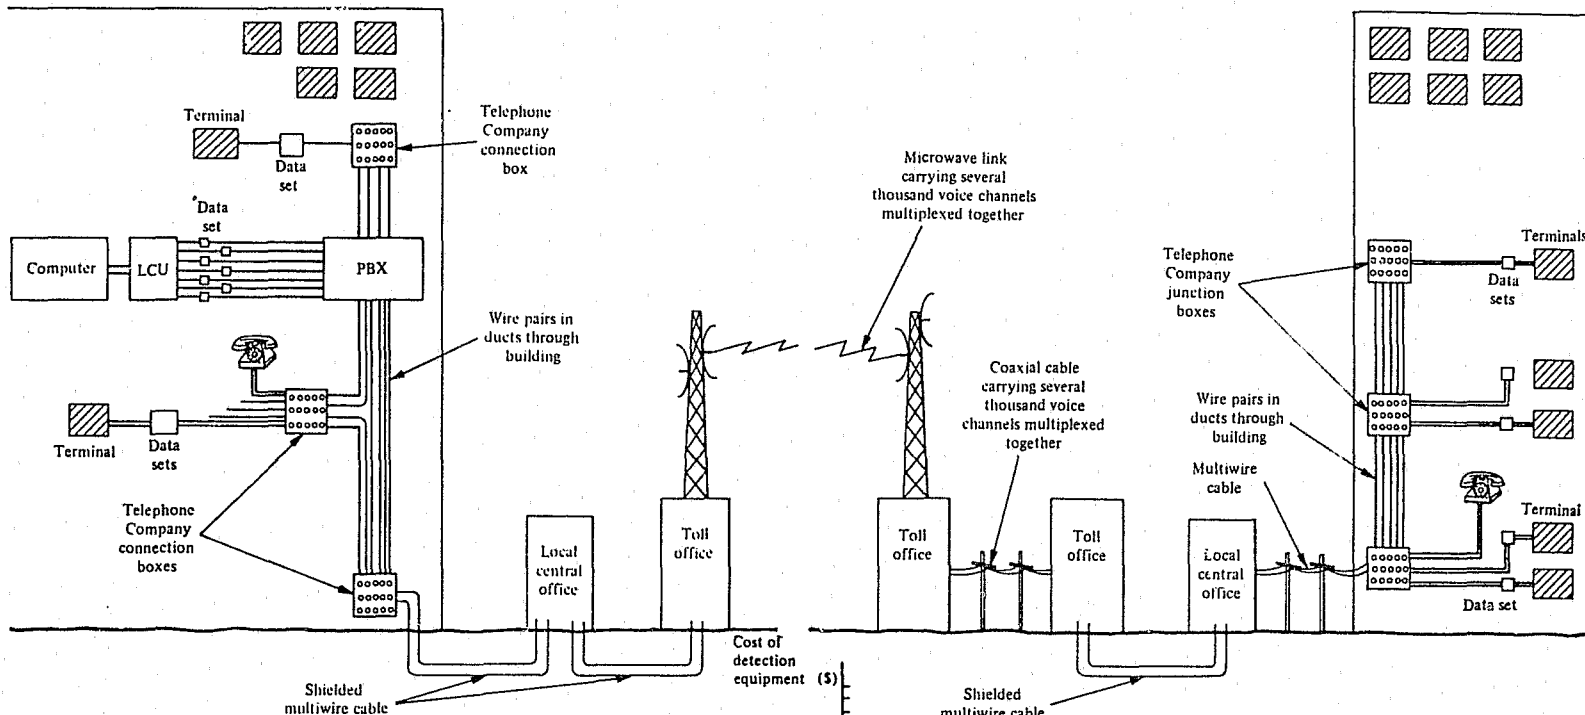 Terminal
Data
set
Telephone
Company
connection
box
Data
set
Computer
LCU
PBX
Wire pairs in
ducts through
building
Terminal
Data
sets
Telephone
Company
connection
boxes
Local
central
office
Toll
office
Shielded
multiwire cable
Microwave link
carrying several
thousand voice channels
multiplexed together
Coaxial cable
carrying several
thousand voice
channels multiplexed
together
Toll
office
Toll
office
Local
central
office
Shielded
multiwire cable
Telephone
Company
junction
boxes
Wire pairs in
ducts through
building
Multiwire
cable
Terminals
Data
sets
Terminal
Data set
Cost of
detection
equipment ($)